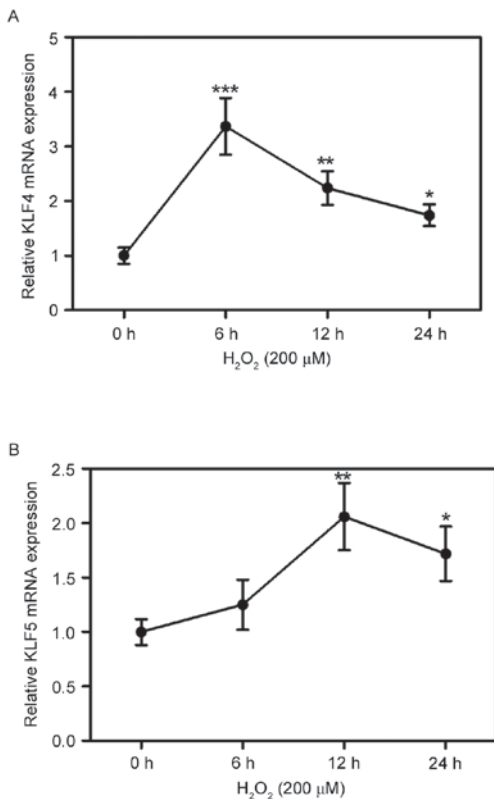 A
Relative KLF4 mRNA expression
5
4
3
2
1
0
***
**
*
0 h 6 h 12 h 24 h
H₂O₂ (200 µM)
B
Relative KLF5 mRNA expression
2.5
2.0
1.5
1.0
0.5
0.0
**
*
0 h 6 h 12 h 24 h
H₂O₂ (200 µM)